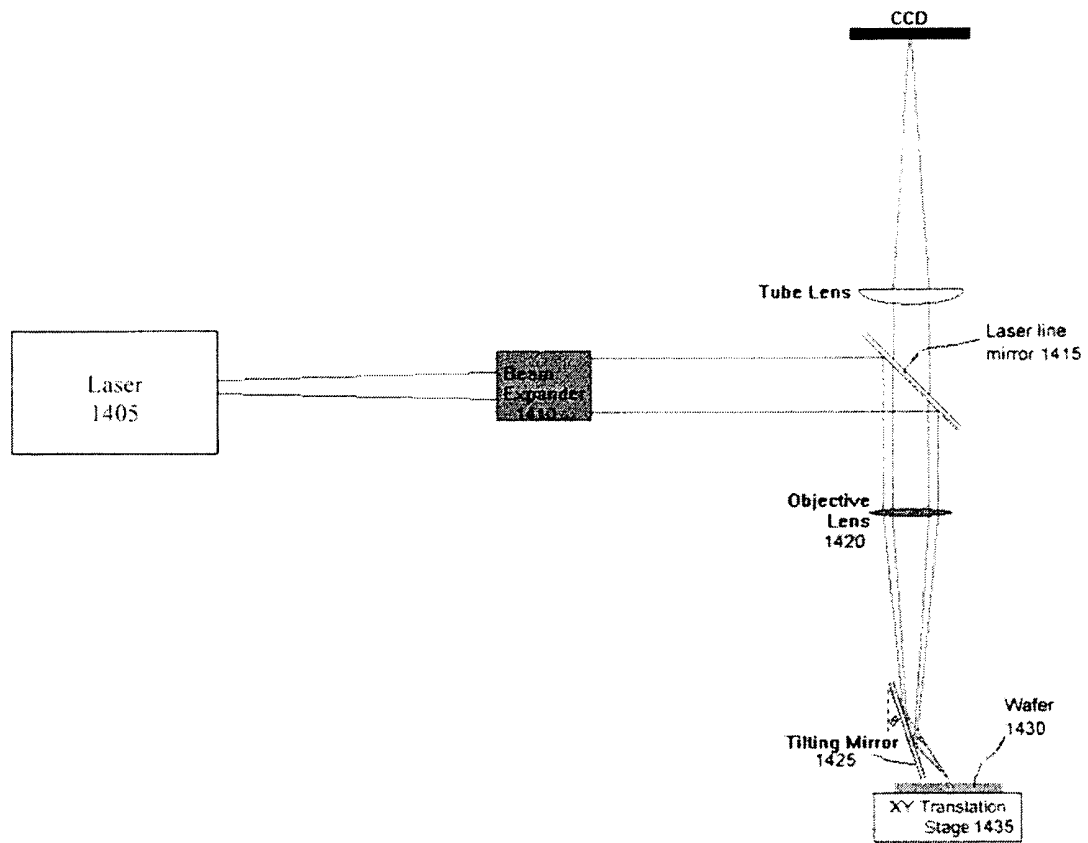 CCD
Tube Lens
Laser line
mirror 1415
Laser
1405
Beam
Expander
1410
Objective
Lens
1420
Wafer
1430
Tilting Mirror
1425
XY Translation
Stage 1435